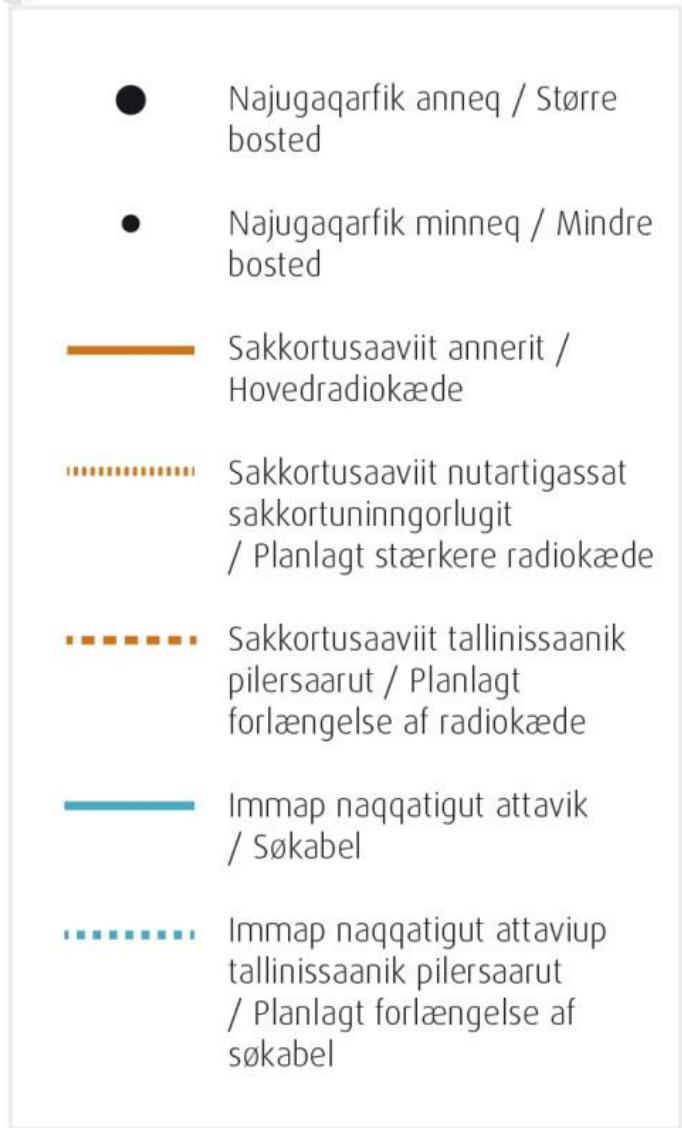 Najugaqarfik anneq / Større
bosted
Najugaqarfik minneq / Mindre
bosted
Sakkortusaaviit annerit /
Hovedradiokæde
Sakkortusaaviit nutartigassat
sakkortuninngorlugit
/ Planlagt stærkere radiokæde
Sakkortusaaviit tallinissaanik
pilersaarut / Planlagt
forlængelse af radiokæde
Immap naqqatigut attavik
/ Søkabel
Immap naqqatigut attaviup
tallinissaanik pilersaarut
/ Planlagt forlængelse af
søkabel